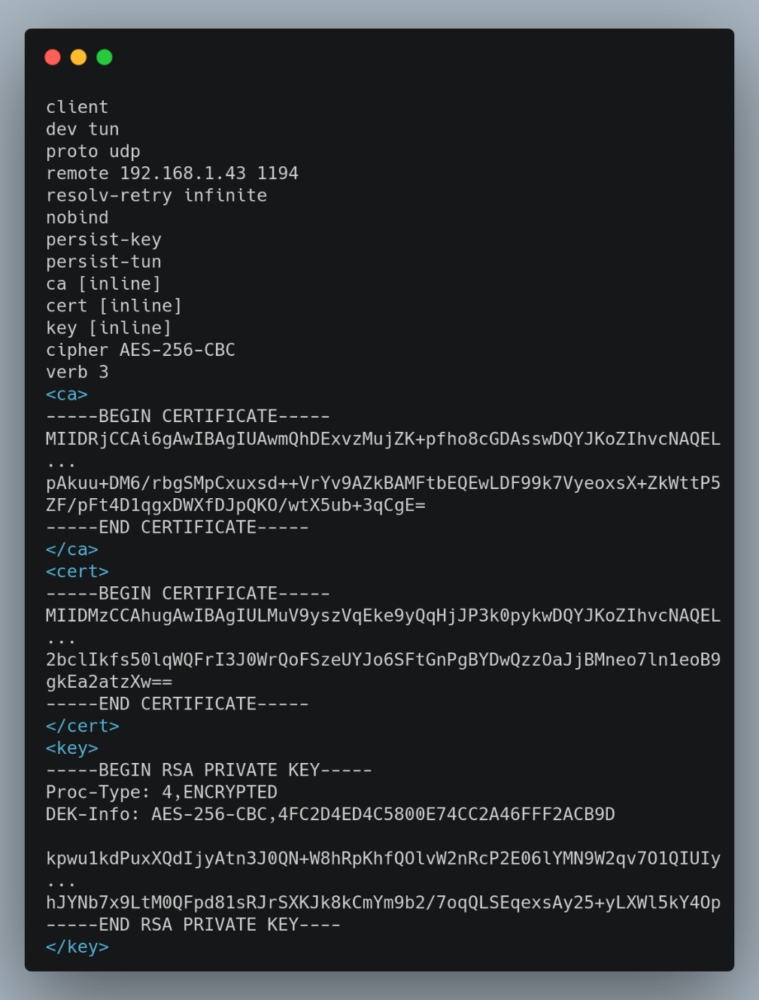 client
dev tun
proto udp
remote 192.168.1.43 1194
resolv-retry infinite
nobind
persist-key
persist-tun
ca [inline]
cert [inline]
key [inline]
cipher AES-256-CBC
verb 3
<ca>
-----BEGIN CERTIFICATE-----
MIIDRjCCAi6gAwIBAgIUAwmQhDExvzMujZK+pfho8cGDAsswDQYJKoZIhvcNAQEL
...
pAkuu+DM6/rbgSMpCxuxsd++VrYv9AZkBAMFtbEQEwLDF99k7VyeoxsX+ZkWttP5
ZF/pFt4D1qgxDWXfDJpQKO/wtX5ub+3qCgE=
-----END CERTIFICATE-----
</ca>
<cert>
-----BEGIN CERTIFICATE-----
MIIDMzCCAhugAwIBAgIULMuV9yszVqEke9yQqHjJP3k0pykwDQYJKoZIhvcNAQEL
...
2bclIkfs50lqWQFrI3J0WrQoFSzeUYJo6SFtGnPgBYDwQzzOaJjBMneo7ln1eoB9
gkEa2atzXw==
-----END CERTIFICATE-----
</cert>
<key>
-----BEGIN RSA PRIVATE KEY-----
Proc-Type: 4,ENCRYPTED
DEK-Info: AES-256-CBC,4FC2D4ED4C5800E74CC2A46FFF2ACB9D
kpwu1kdPuxXQdIjyAtn3J0QN+W8hRpKhfQOlvW2nRcP2E06lYMN9W2qv7O1QIUIy
...
hJYNb7x9LtM0QFpd81sRJrSXKJk8kCmYm9b2/7oqQLSEqexsAy25+yLXWl5kY4Op
-----END RSA PRIVATE KEY----
</key>